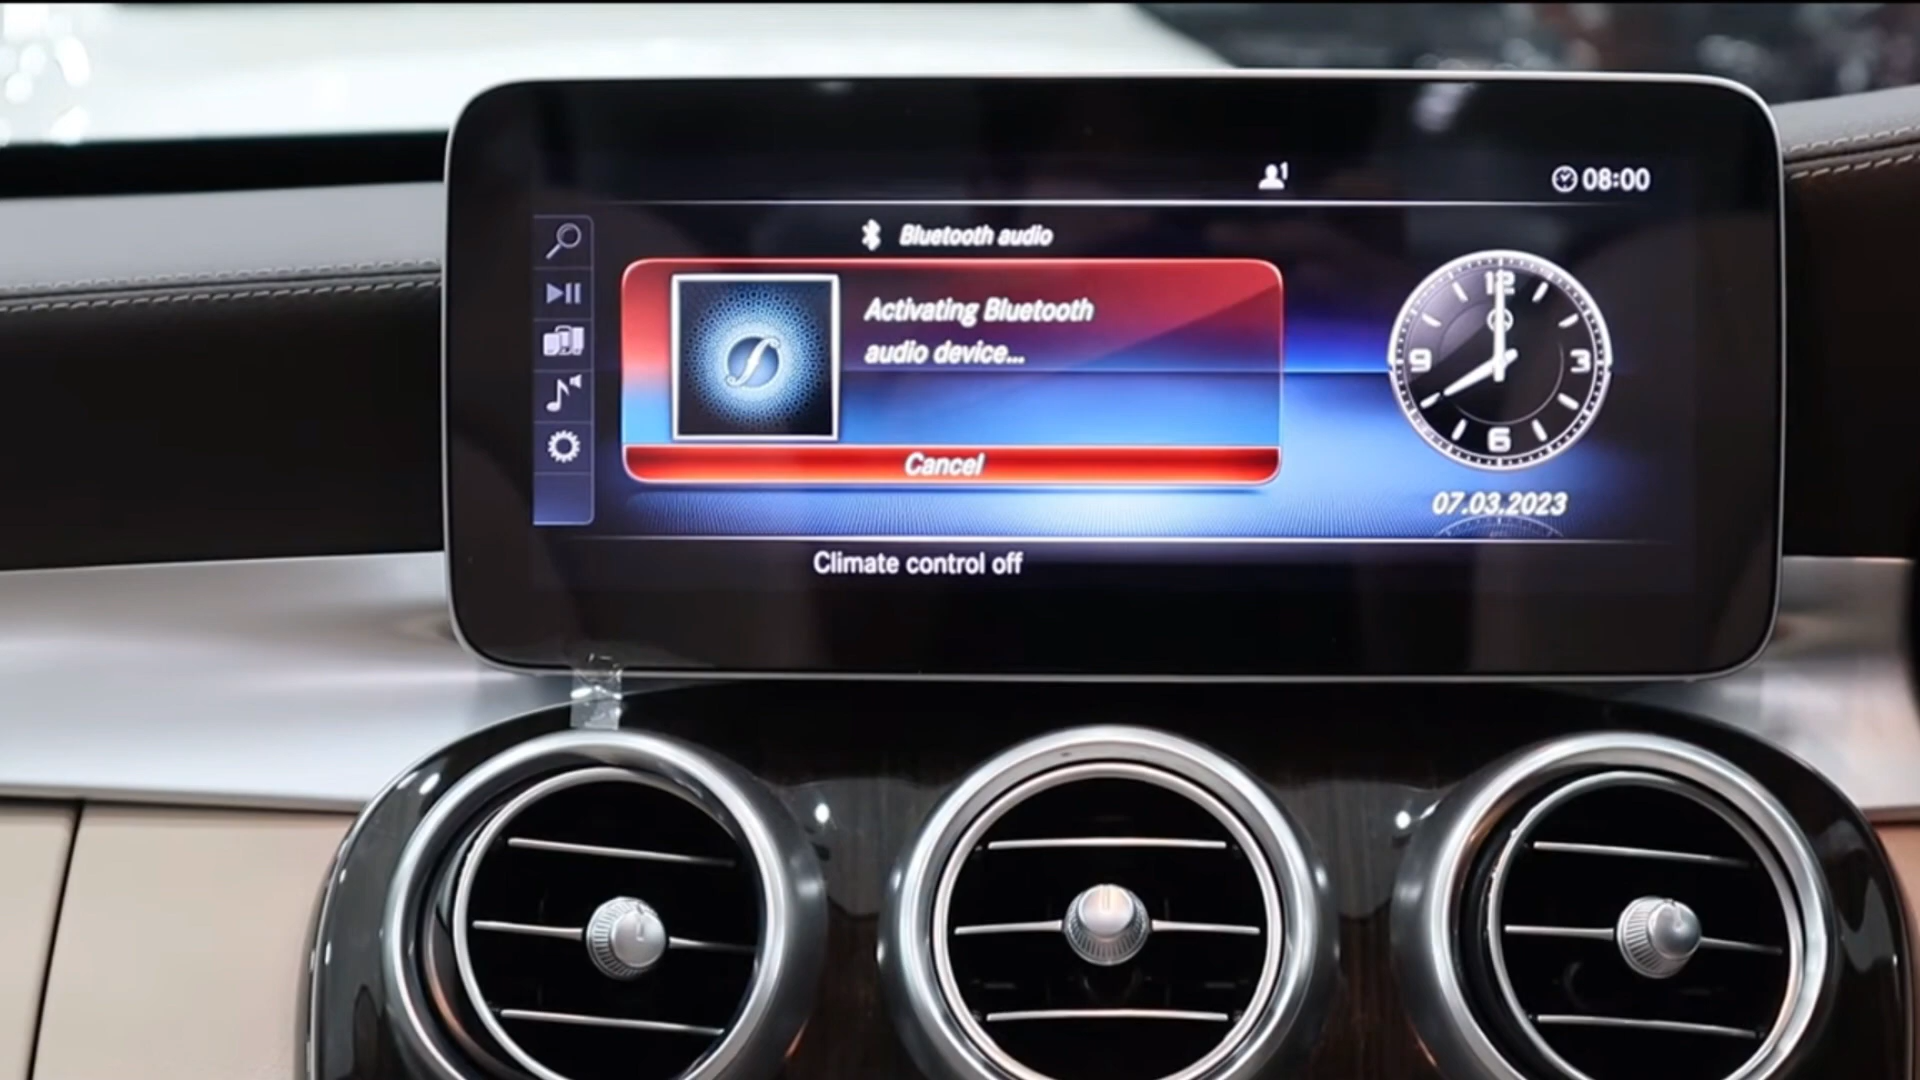 1
08:00
Bluetooth audio
Activating Bluetooth
audio device...
Cancel
12
9 3
6
07.03.2023
Climate control off